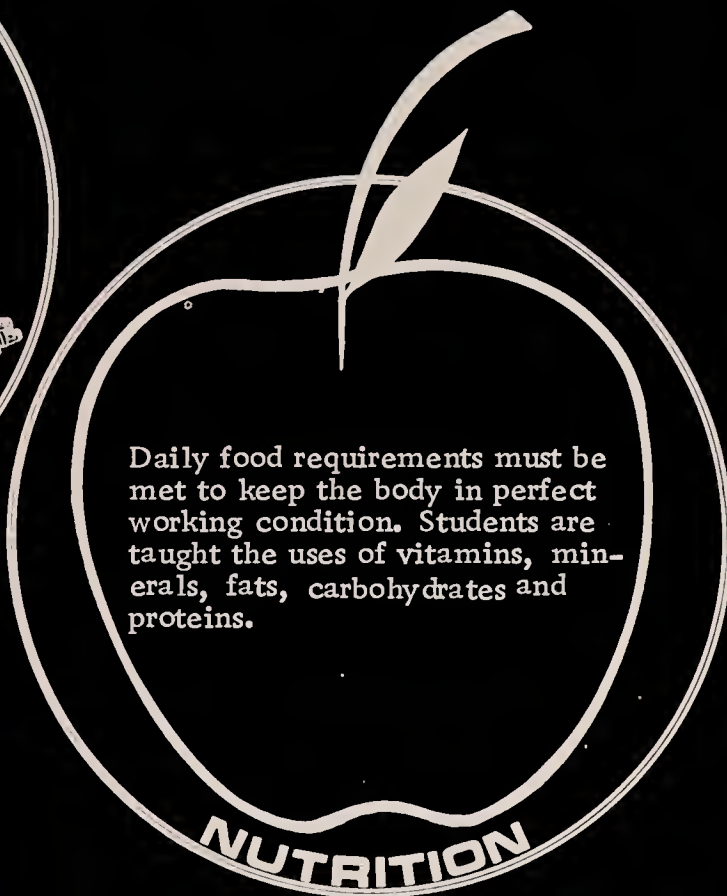 Daily food requirements must be
met to keep the body in perfect
working condition. Students are
taught the uses of vitamins, min-
erals, fats, carbohydrates and
proteins.
NUTRITION